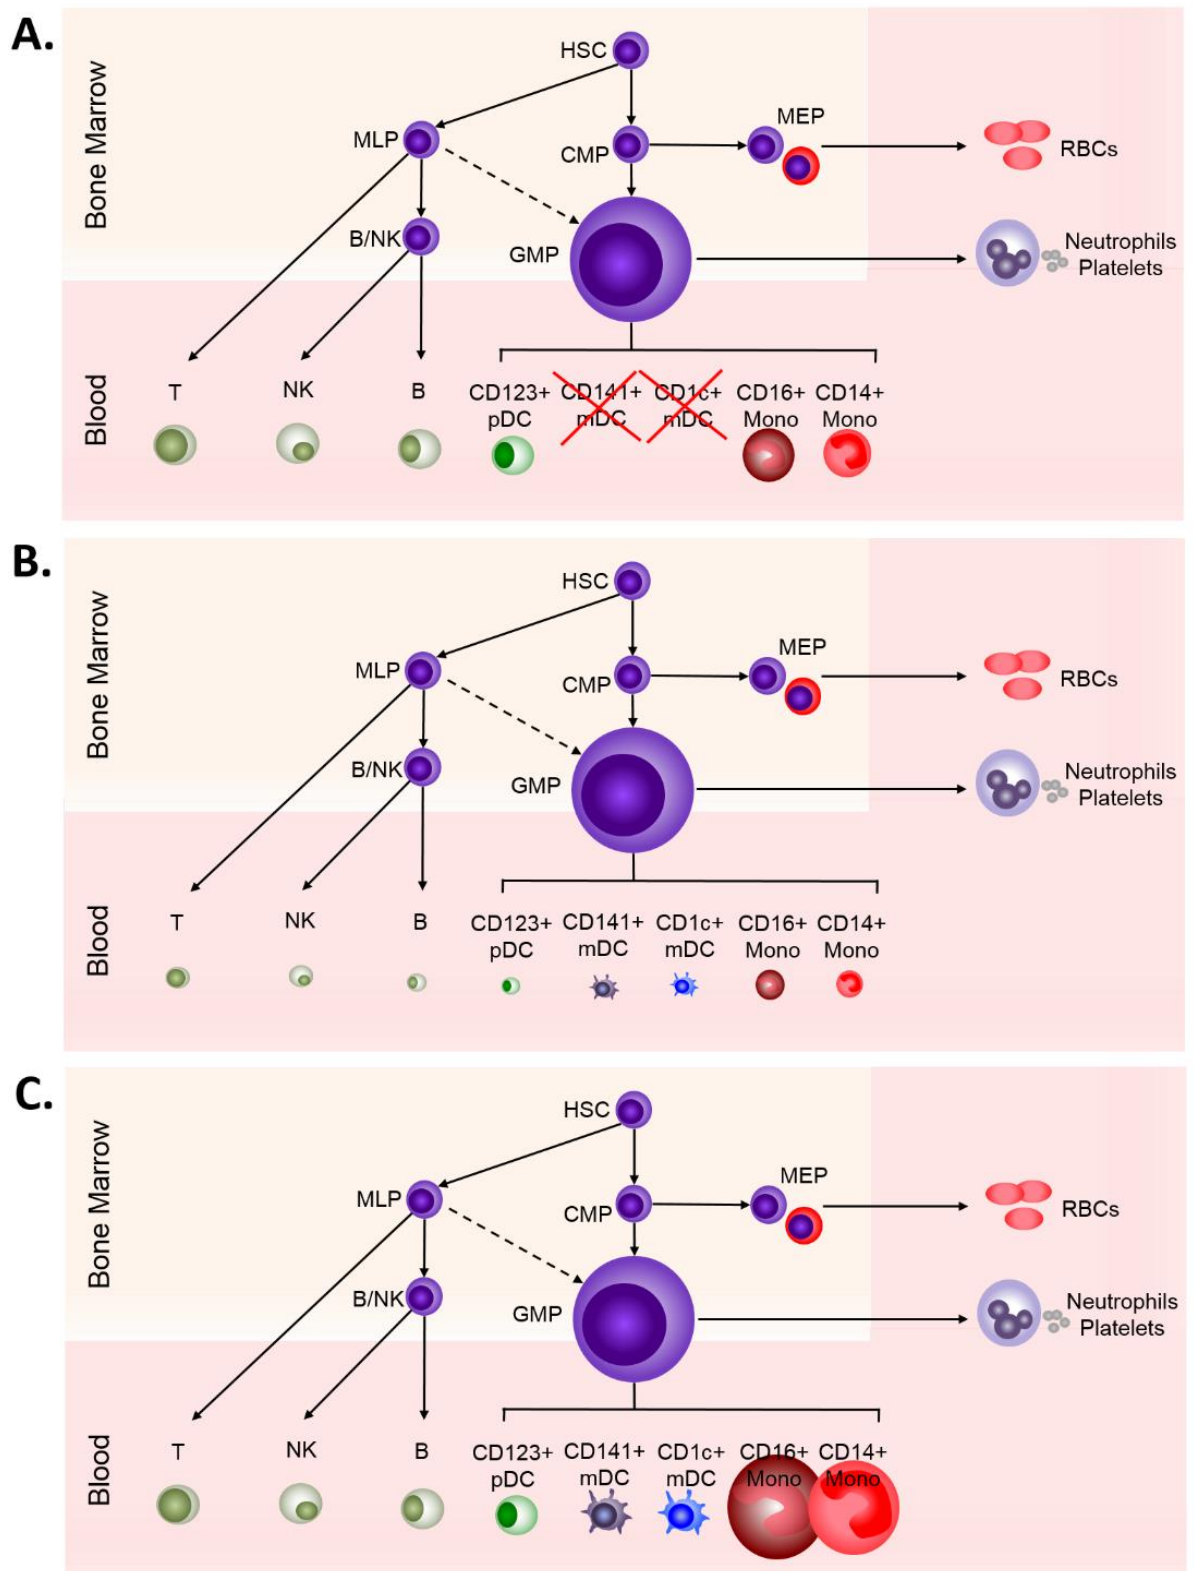 A.
Bone Marrow
HSC
MLP
CMP
MEP
RBCs
B/NK
GMP
Neutrophils
Platelets
Blood
T
NK
B
CD123+
pDC
CD141+
mDC
CD1c+
mDC
CD16+
Mono
CD14+
Mono
B.
Bone Marrow
HSC
MLP
CMP
MEP
RBCs
B/NK
GMP
Neutrophils
Platelets
Blood
T
NK
B
CD123+
pDC
CD141+
mDC
CD1c+
mDC
CD16+
Mono
CD14+
Mono
C.
Bone Marrow
HSC
MLP
CMP
MEP
RBCs
B/NK
GMP
Neutrophils
Platelets
Blood
T
NK
B
CD123+
pDC
CD141+
mDC
CD1c+
mDC
CD16+
Mono
CD14+
Mono